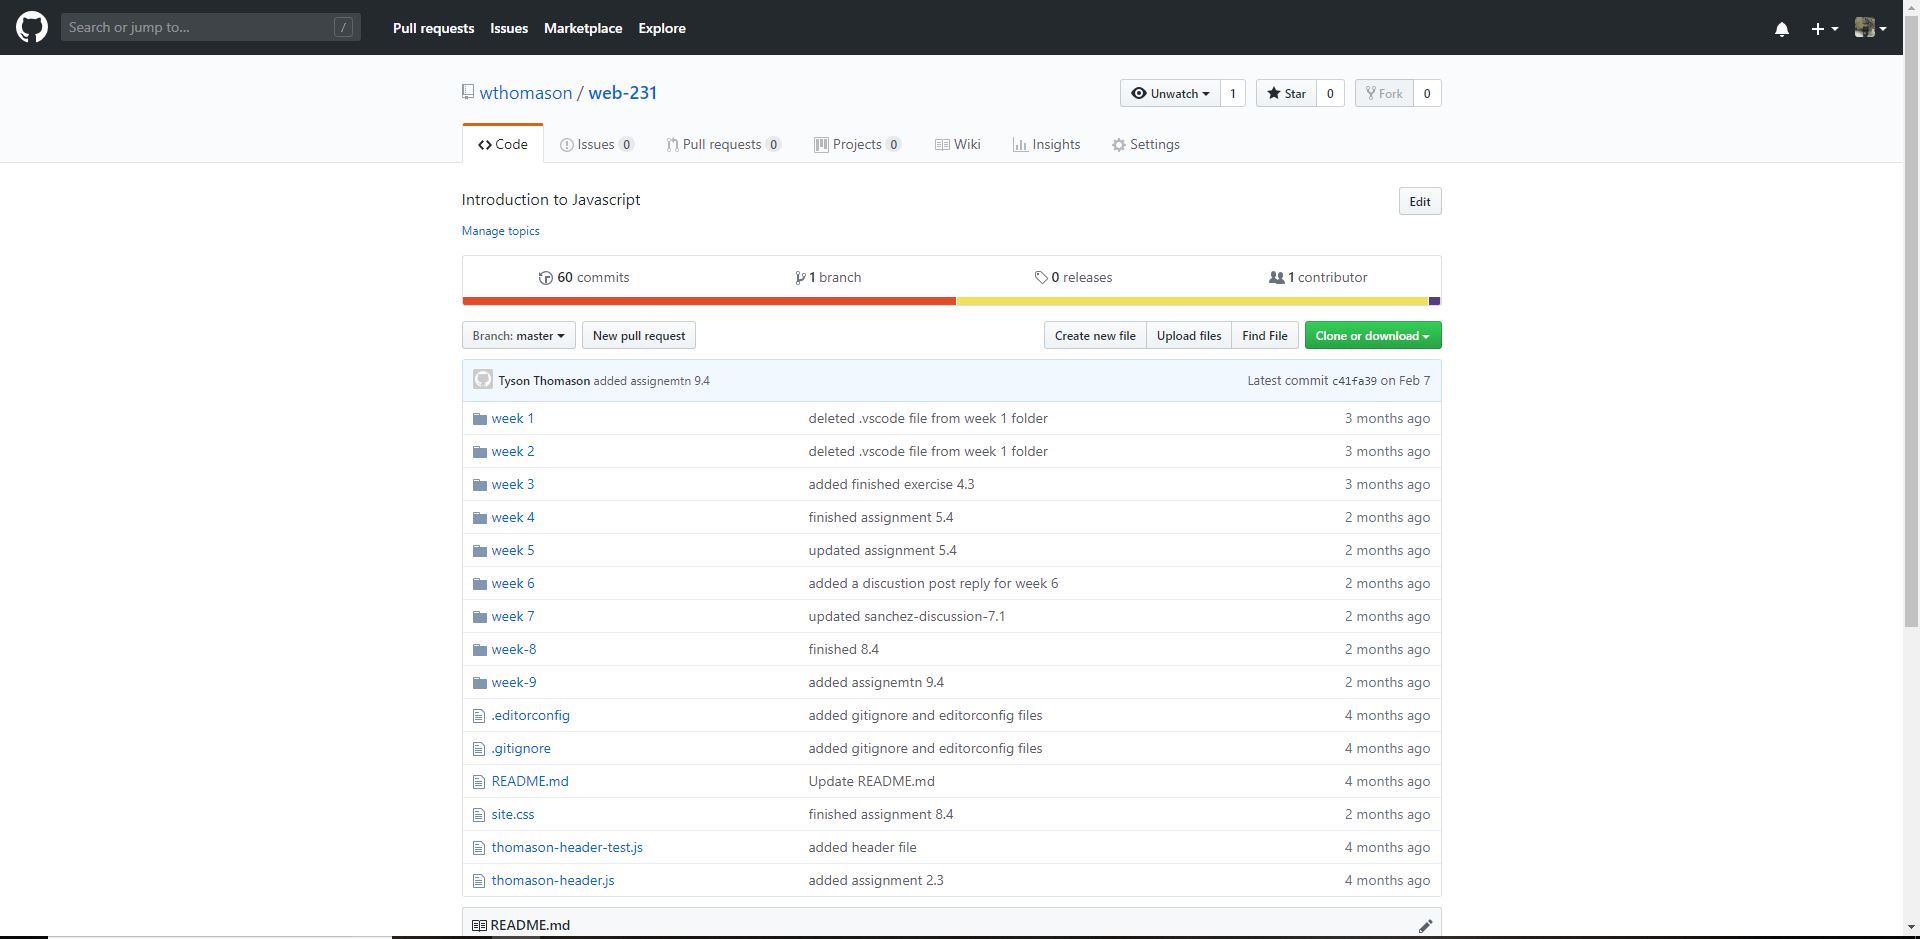 Search or jump to... /
Pull requests Issues Marketplace Explore
wthomason / web-231
Unwatch 1 Star 0 Fork 0
Code Issues 0 Pull requests 0 Projects 0 Wiki Insights Settings
Introduction to Javascript Edit
Manage topics
60 commits 1 branch 0 releases 1 contributor
Branch: master New pull request Create new file Upload files Find File Clone or download
Tyson Thomason added assignemtn 9.4 Latest commit c41fa39 on Feb 7
week 1 deleted .vscode file from week 1 folder 3 months ago
week 2 deleted .vscode file from week 1 folder 3 months ago
week 3 added finished exercise 4.3 3 months ago
week 4 finished assignment 5.4 2 months ago
week 5 updated assignment 5.4 2 months ago
week 6 added a discustion post reply for week 6 2 months ago
week 7 updated sanchez-discussion-7.1 2 months ago
week-8 finished 8.4 2 months ago
week-9 added assignemtn 9.4 2 months ago
.editorconfig added gitignore and editorconfig files 4 months ago
.gitignore added gitignore and editorconfig files 4 months ago
README.md Update README.md 4 months ago
site.css finished assignment 8.4 2 months ago
thomason-header-test.js added header file 4 months ago
thomason-header.js added assignment 2.3 4 months ago
README.md